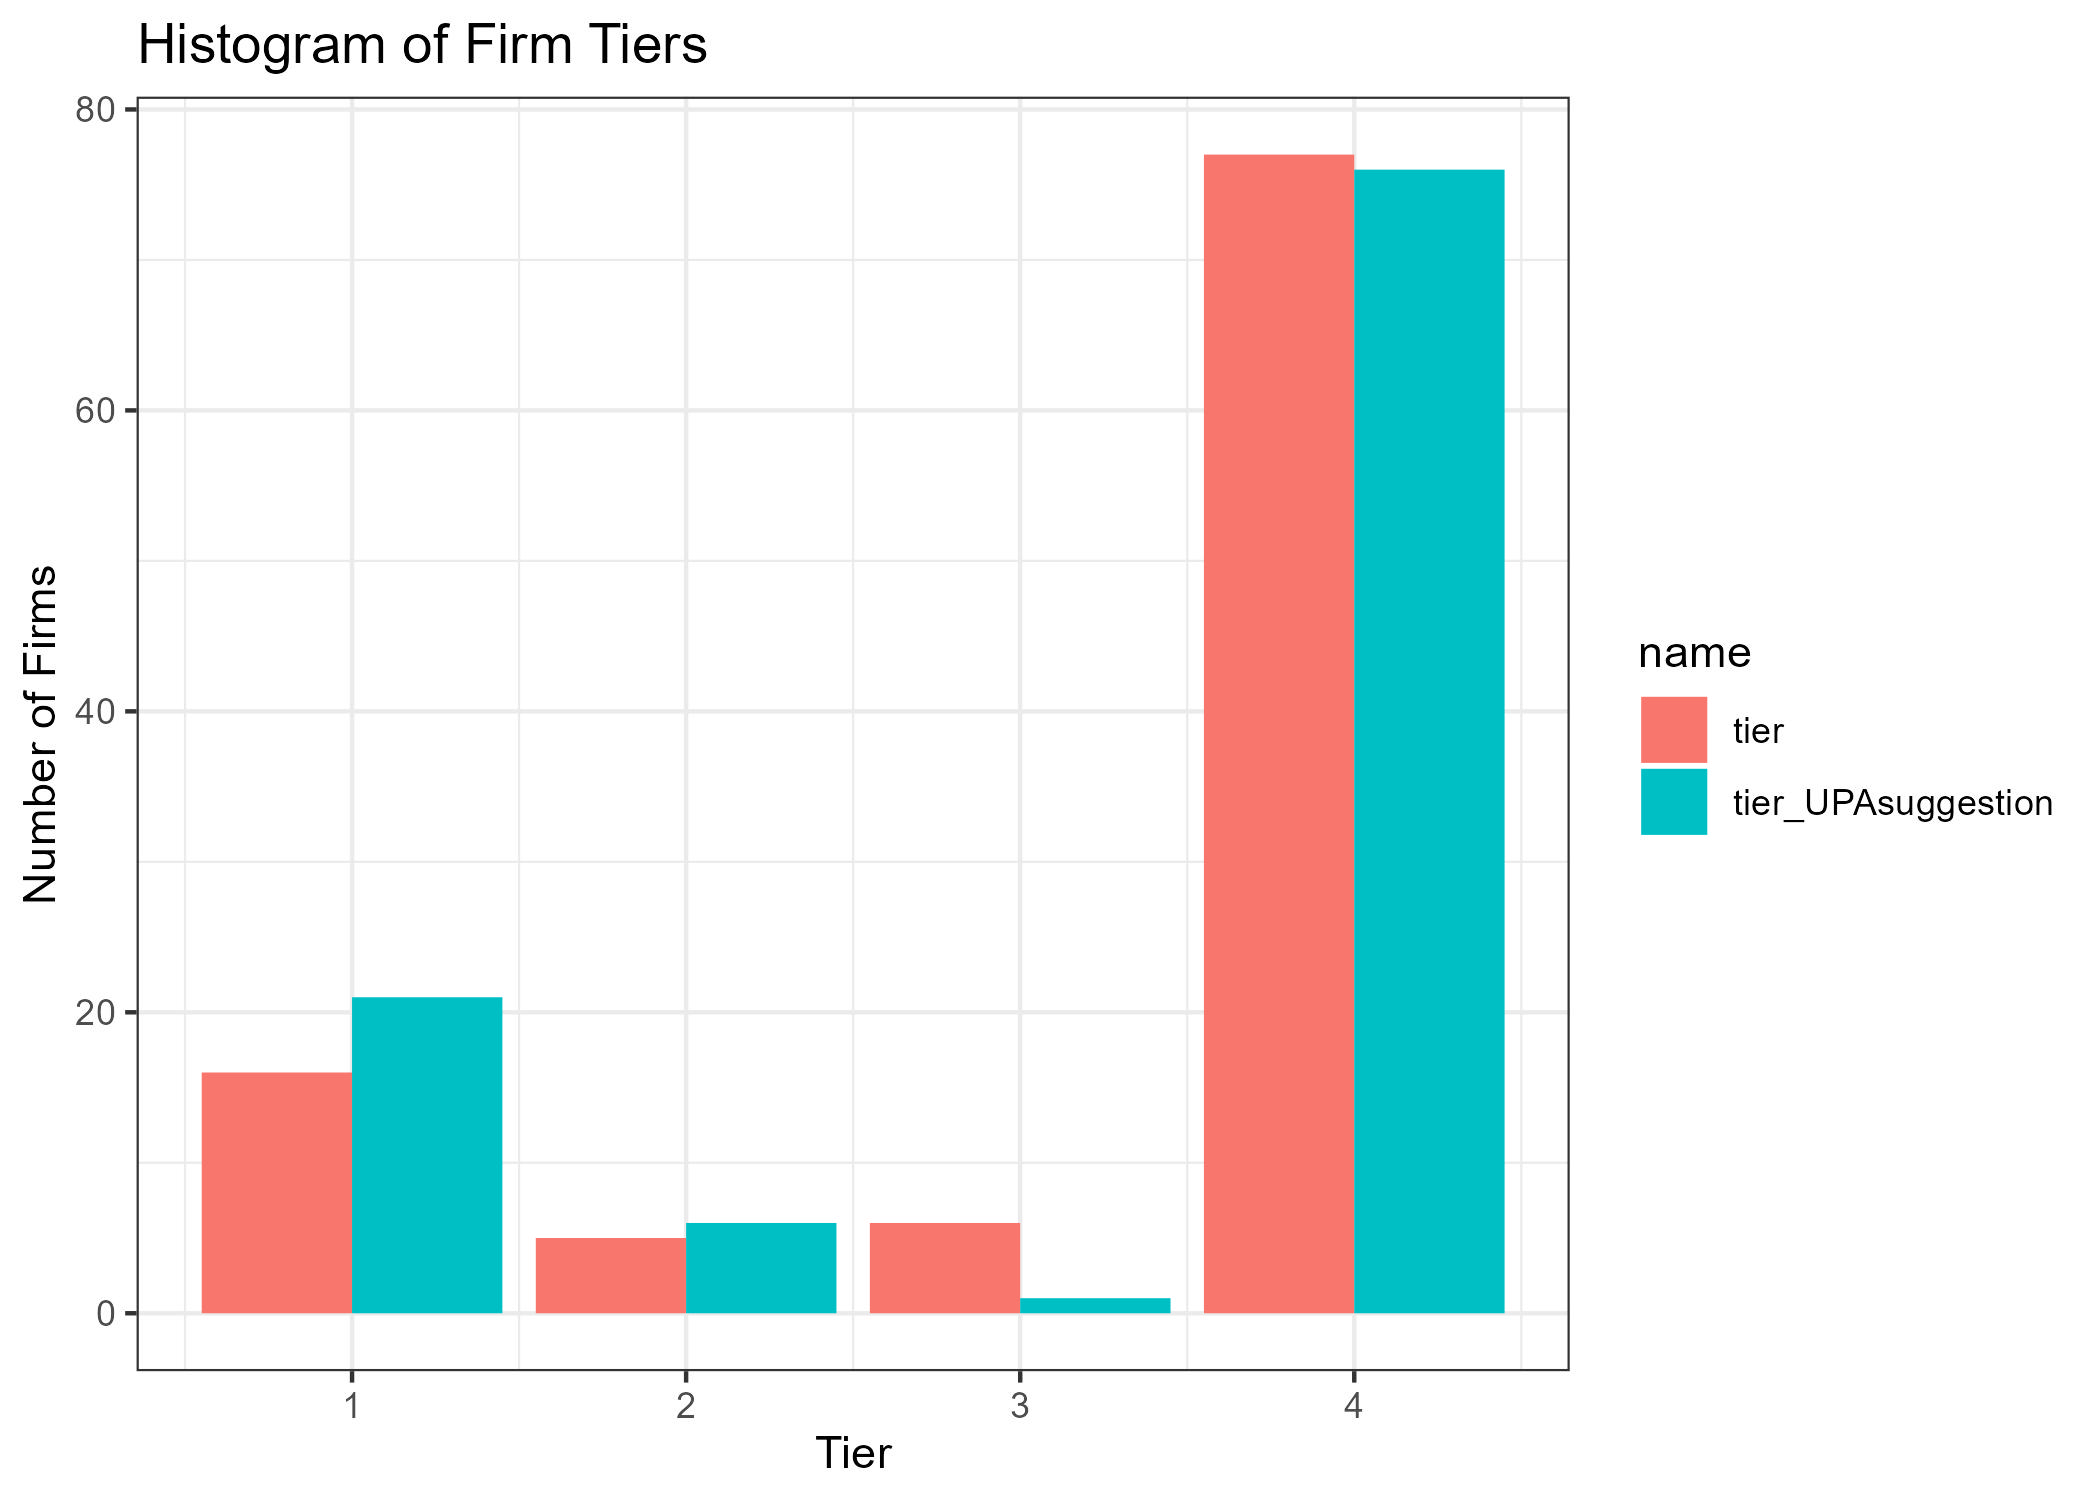 Histogram of Firm Tiers
80
60
40
20
0
Number of Firms
1 2 3 4
Tier
name
tier
tier_UPAsuggestion